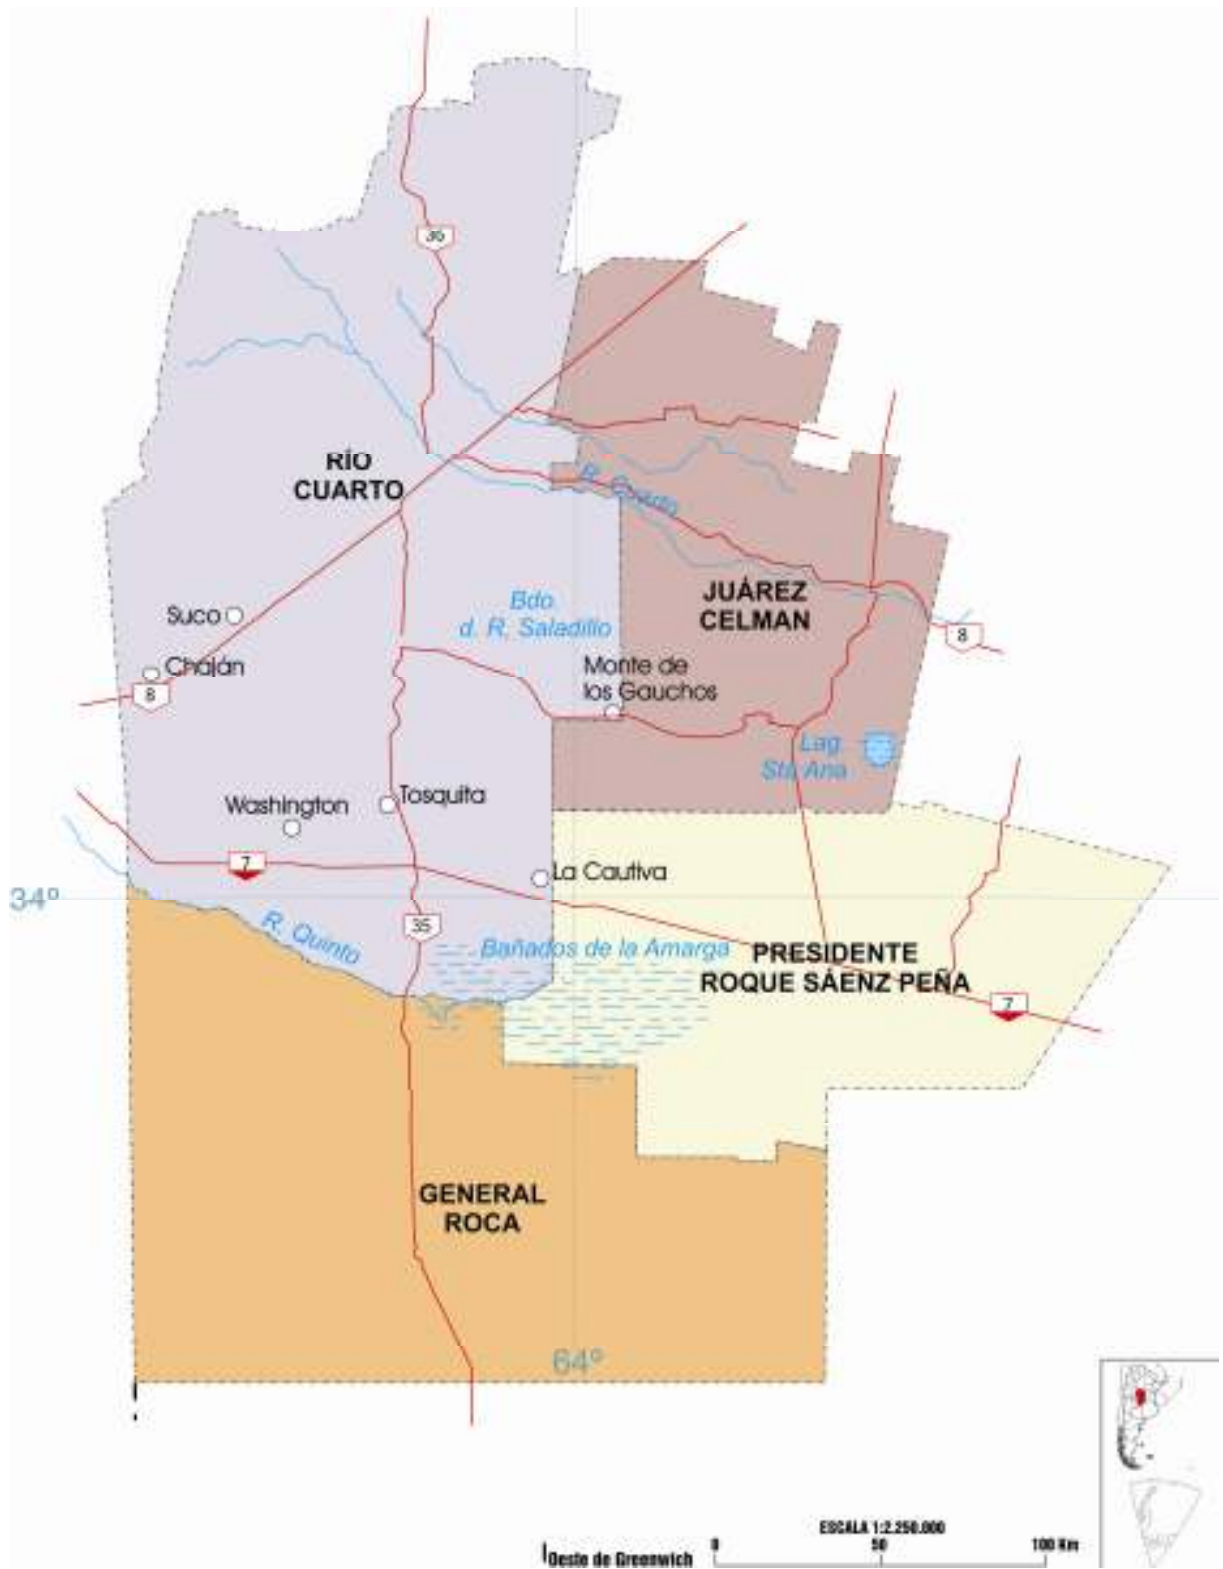 36
RÍO
CUARTO
R. Cuarto
JUÁREZ
CELMAN
Bdo
d. R. Saladillo
Suco
Chaján
8
8
Monte de
los Gauchos
Lag
Sta Ana
Washington
Tosquita
7
La Cautiva
34º
R. Quinto
35
Bañados de la Amarga
PRESIDENTE
ROQUE SÁENZ PEÑA
7
GENERAL
ROCA
64º
ESCALA 1:2.250.000
0 50 100 Km
Oeste de Greenwich